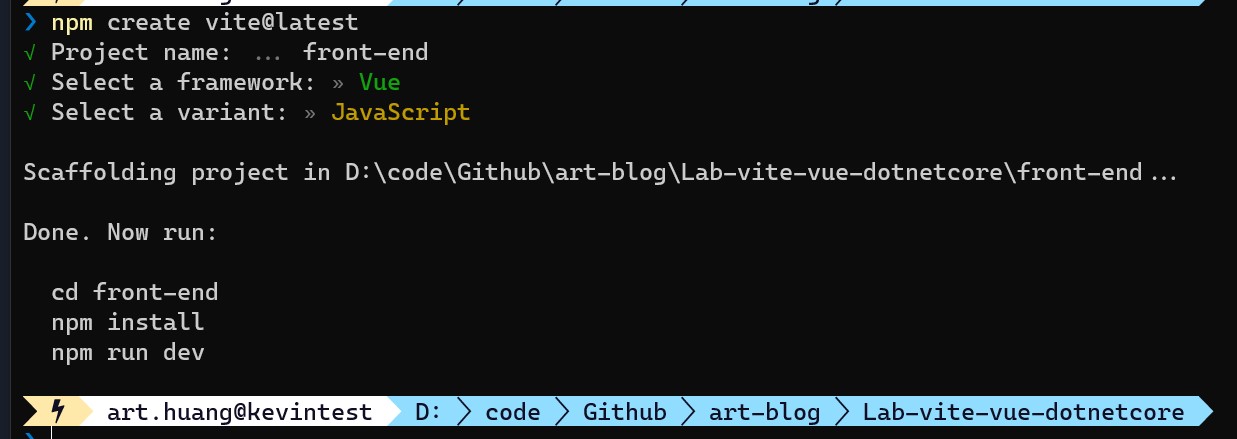 ❯ npm create vite@latest
√ Project name: ... front-end
√ Select a framework: » Vue
√ Select a variant: » JavaScript
Scaffolding project in D:\code\Github\art-blog\Lab-vite-vue-dotnetcore\front-end...
Done. Now run:
cd front-end
npm install
npm run dev
art.huang@kevintest D: code Github art-blog Lab-vite-vue-dotnetcore